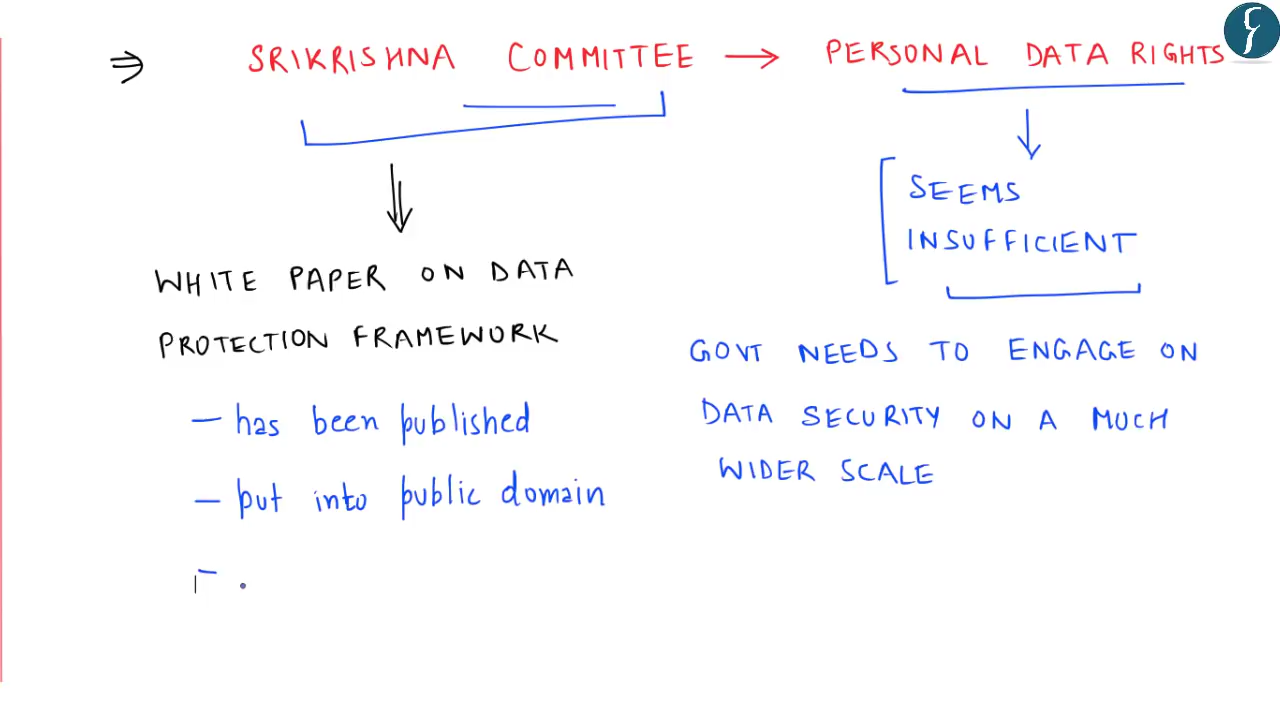 ⇒ SRIKRISHNA COMMITTEE → PERSONAL DATA RIGHTS
WHITE PAPER ON DATA
PROTECTION FRAMEWORK
– has been published
– put into public domain
–
SEEMS
INSUFFICIENT
GOVT NEEDS TO ENGAGE ON
DATA SECURITY ON A MUCH
WIDER SCALE